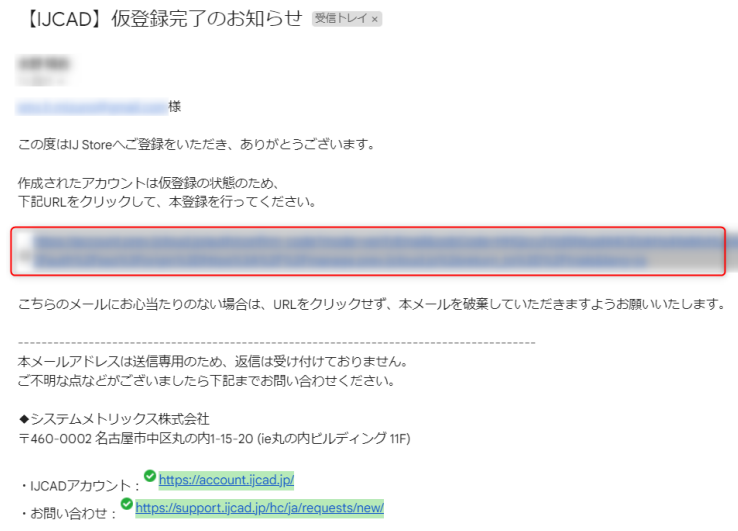 【IJCAD】仮登録完了のお知らせ 受信トレイ ×
様
この度はIJ Storeへご登録をいただき、ありがとうございます。
作成されたアカウントは仮登録の状態のため、
下記URLをクリックして、本登録を行ってください。
こちらのメールにお心当たりのない場合は、URLをクリックせず、本メールを破棄していただきますようお願いいたします。
----------------------------------------------------------------------------------------
本メールアドレスは送信専用のため、返信は受け付けておりません。
ご不明な点などがございましたら下記までお問い合わせください。
◆システムメトリックス株式会社
〒460-0002 名古屋市中区丸の内1-15-20 (ie丸の内ビルディング 11F)
・IJCADアカウント： https://account.ijcad.jp/
・お問い合わせ： https://support.ijcad.jp/hc/ja/requests/new/